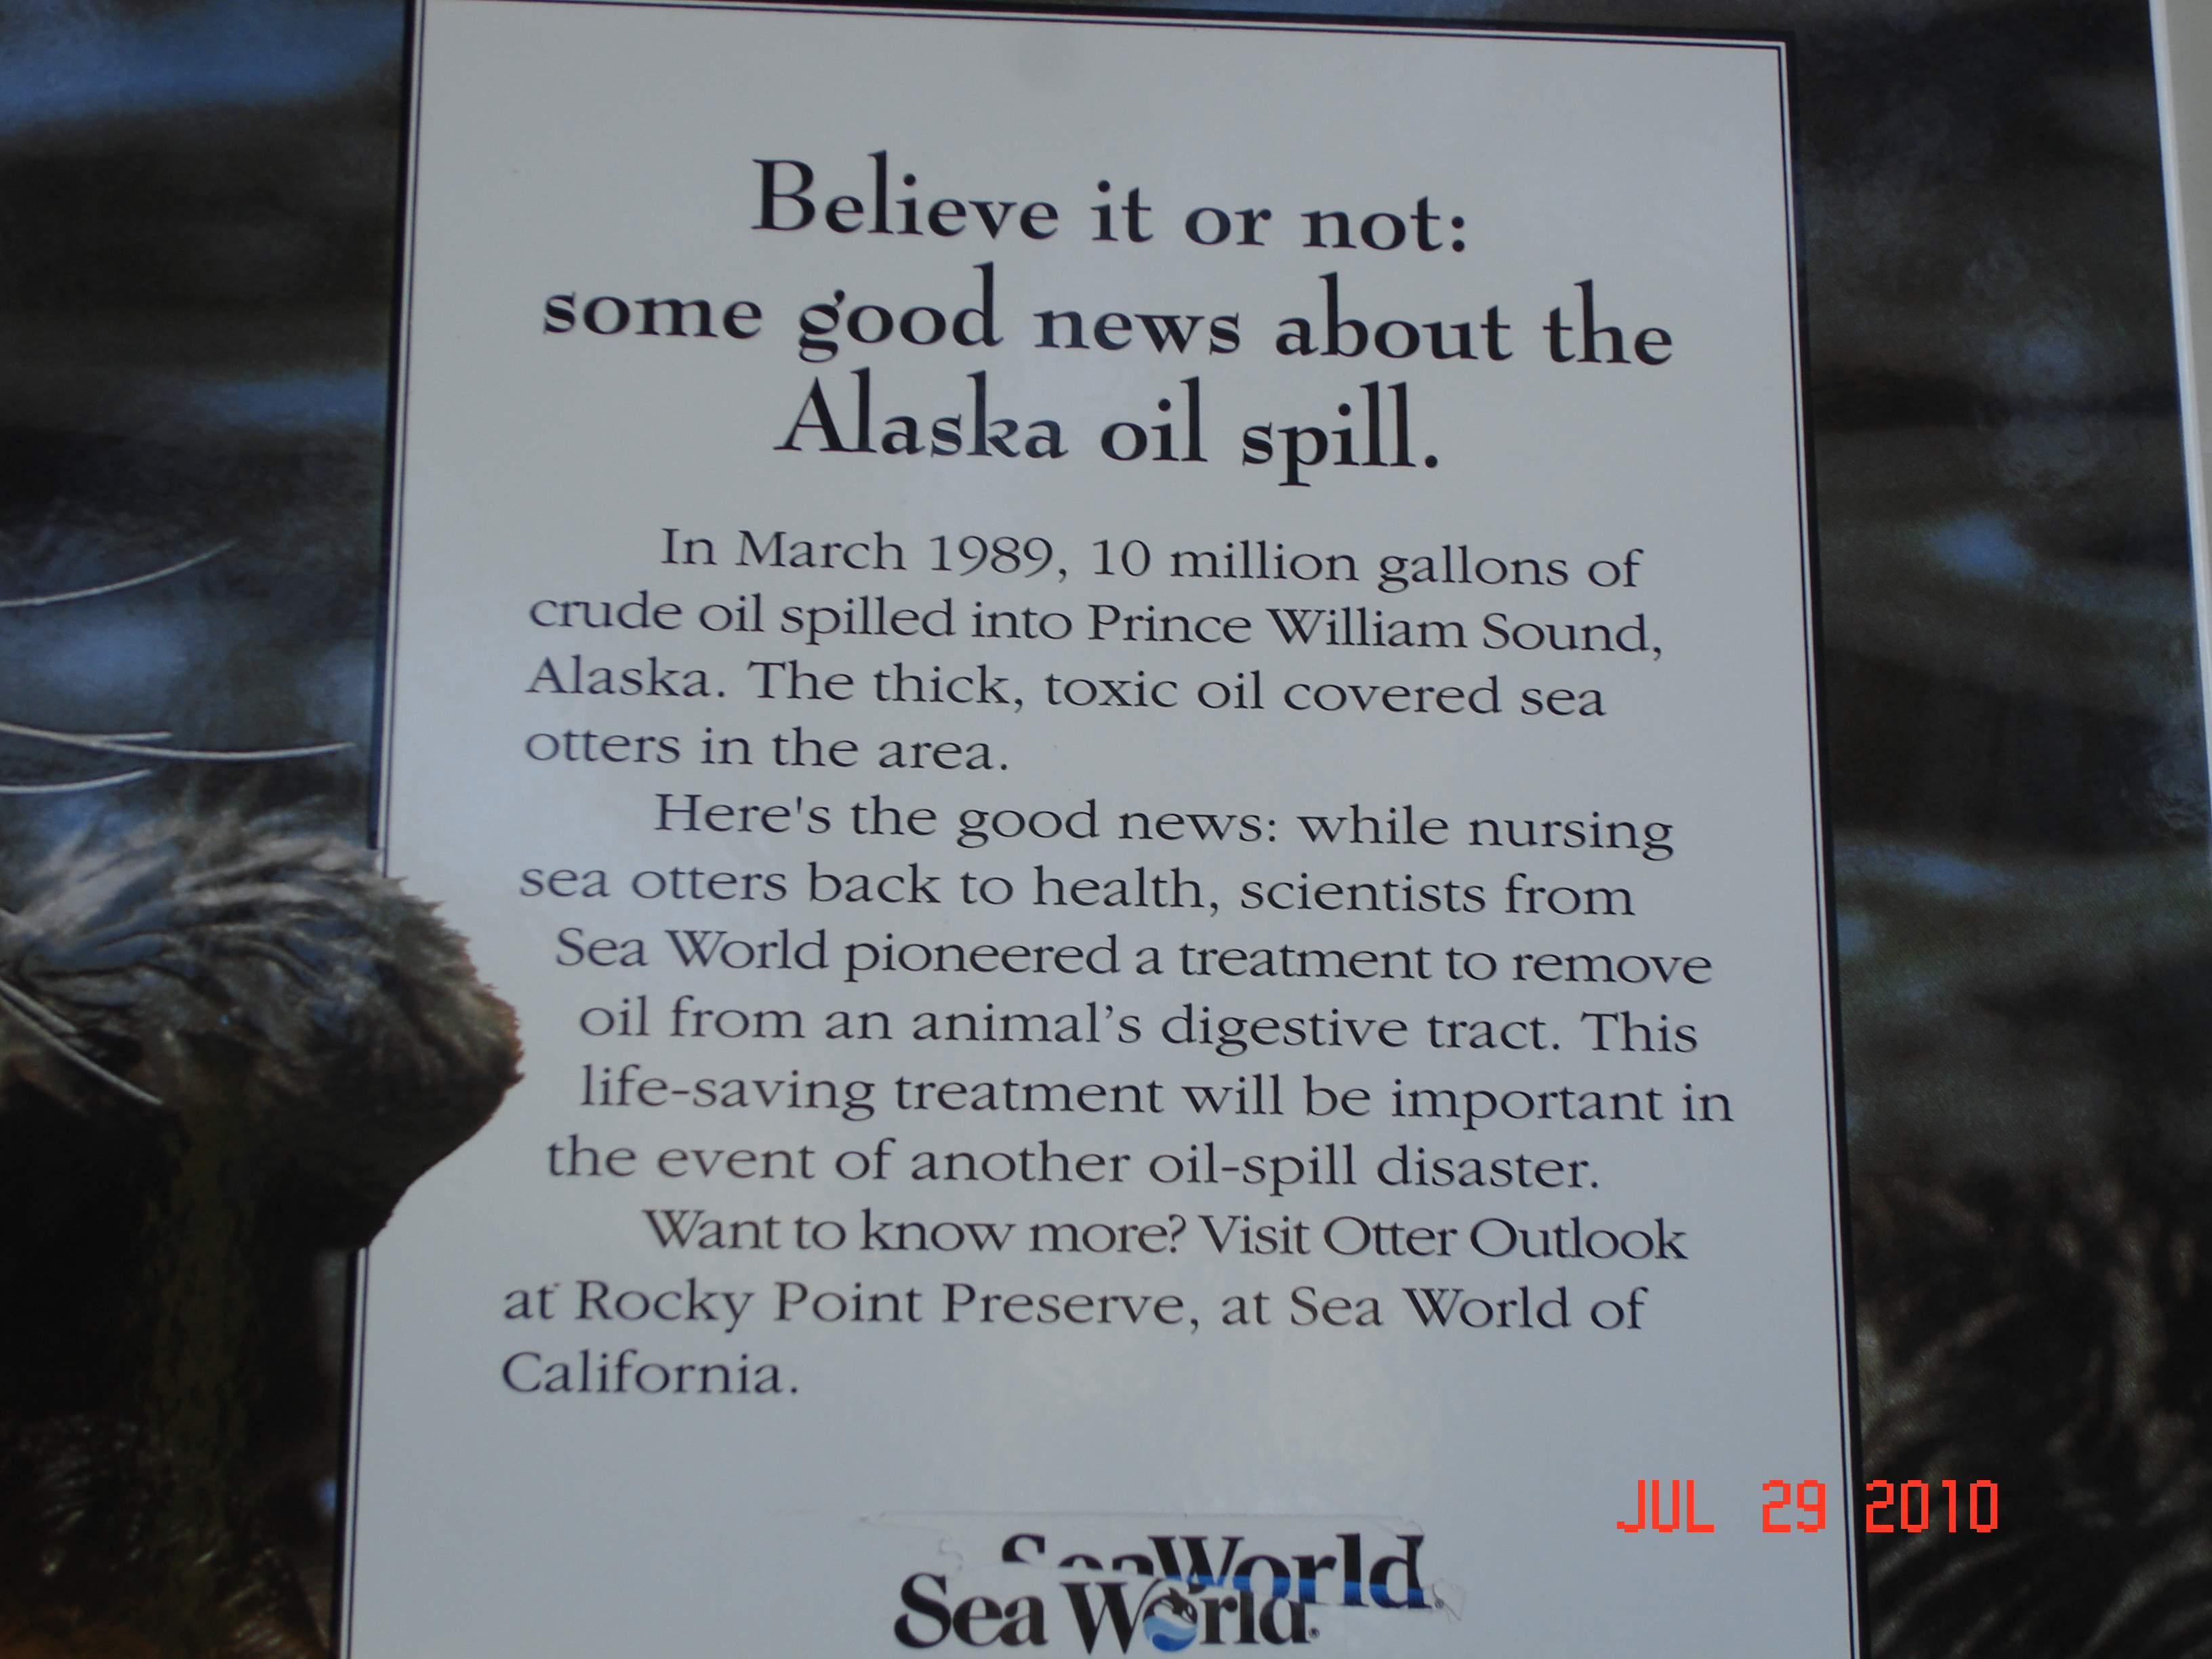 Believe it or not:
some good news about the
Alaska oil spill.
In March 1989, 10 million gallons of
crude oil spilled into Prince William Sound,
Alaska. The thick, toxic oil covered sea
otters in the area.
Here's the good news: while nursing
sea otters back to health, scientists from
Sea World pioneered a treatment to remove
oil from an animal’s digestive tract. This
life-saving treatment will be important in
the event of another oil-spill disaster.
Want to know more? Visit Otter Outlook
at Rocky Point Preserve, at Sea World of
California.
JUL 29 2010
SeaWorld®
Sea World®